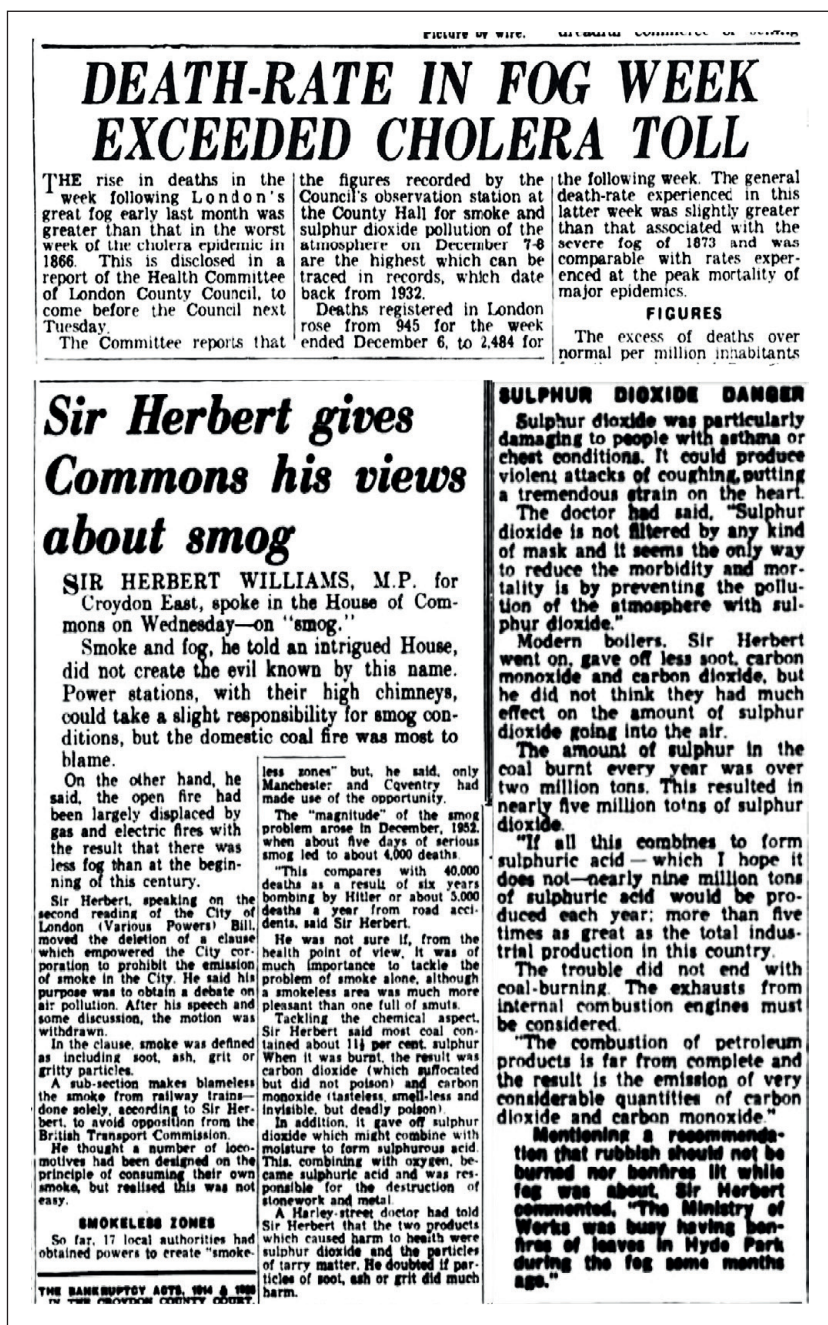 Picture by wire.
DEATH-RATE IN FOG WEEK
EXCEEDED CHOLERA TOLL
THE rise in deaths in the
week following London's
great fog early last month was
greater than that in the worst
week of the cholera epidemic in
1866. This is disclosed in a
report of the Health Committee
of London County Council, to
come before the Council next
Tuesday.
The Committee reports that
the figures recorded by the
Council's observation station at
the County Hall for smoke and
sulphur dioxide pollution of the
atmosphere on December 7-8
are the highest which can be
traced in records, which date
back from 1932.
Deaths registered in London
rose from 945 for the week
ended December 6, to 2,484 for
the following week. The general
death-rate experienced in this
latter week was slightly greater
than that associated with the
severe fog of 1873 and was
comparable with rates exper-
enced at the peak mortality of
major epidemics.
FIGURES
The excess of deaths over
normal per million inhabitants
Sir Herbert gives
Commons his views
about smog
SIR HERBERT WILLIAMS, M.P. for
Croydon East, spoke in the House of Com-
mons on Wednesday—on "smog."
Smoke and fog, he told an intrigued House,
did not create the evil known by this name.
Power stations, with their high chimneys,
could take a slight responsibility for smog con-
ditions, but the domestic coal fire was most to
blame.
On the other hand, he
said, the open fire had
been largely displaced by
gas and electric fires with
the result that there was
less fog than at the begin-
ning of this century.
Sir Herbert, speaking on the
second reading of the City of
London (Various Powers) Bill,
moved the deletion of a clause
which empowered the City cor-
poration to prohibit the emission
of smoke in the City. He said his
purpose was to obtain a debate on
air pollution. After his speech and
some discussion, the motion was
withdrawn.
In the clause, smoke was defined
as including soot, ash, grit or
gritty particles.
A sub-section makes blameless
the smoke from railway trains—
done solely, according to Sir Her-
bert, to avoid opposition from the
British Transport Commission.
He thought a number of loco-
motives had been designed on the
principle of consuming their own
smoke, but realised this was not
easy.
SMOKELESS ZONES
So far, 17 local authorities had
obtained powers to create "smoke-
THE BANKRUPTCY ACTS, 1914 &
IN THE CROYDON COUNTY COURT.
less zones" but, he said, only
Manchester and Coventry had
made use of the opportunity.
The "magnitude" of the smog
problem arose in December, 1952,
when about five days of serious
smog led to about 4,000 deaths.
"This compares with 40,000
deaths as a result of six years
bombing by Hitler or about 5,000
deaths a year from road acci-
dents, said Sir Herbert.
He was not sure if, from the
health point of view, it was of
much importance to tackle the
problem of smoke alone, although
a smokeless area was much more
pleasant than one full of smuts.
Tackling the chemical aspect,
Sir Herbert said most coal con-
tained about 1½ per cent. sulphur
When it was burnt, the result was
carbon dioxide (which suffocated
but did not poison) and carbon
monoxide (tasteless, smell-less and
invisible, but deadly poison).
In addition, it gave off sulphur
dioxide which might combine with
moisture to form sulphurous acid.
This, combining with oxygen, be-
came sulphuric acid and was res-
ponsible for the destruction of
stonework and metal.
A Harley-street doctor had told
Sir Herbert that the two products
which caused harm to health were
sulphur dioxide and the particles
of tarry matter. He doubted if par-
ticles of soot, ash or grit did much
harm.
SULPHUR DIOXIDE DANGER
Sulphur dioxide was particularly
damaging to people with asthma or
chest conditions. It could produce
violent attacks of coughing, putting
a tremendous strain on the heart.
The doctor had said, "Sulphur
dioxide is not filtered by any kind
of mask and it seems the only way
to reduce the morbidity and mor-
tality is by preventing the pollu-
tion of the atmosphere with sul-
phur dioxide."
Modern boilers, Sir Herbert
went on, gave off less soot, carbon
monoxide and carbon dioxide, but
he did not think they had much
effect on the amount of sulphur
dioxide going into the air.
The amount of sulphur in the
coal burnt every year was over
two million tons. This resulted in
nearly five million totns of sulphur
dioxide.
"If all this combines to form
sulphuric acid — which I hope it
does not—nearly nine million tons
of sulphuric acid would be pro-
duced each year; more than five
times as great as the total indus-
trial production in this country.
The trouble did not end with
coal-burning. The exhausts from
internal combustion engines must
be considered.
"The combustion of petroleum
products is far from complete and
the result is the emission of very
considerable quantities of carbon
dioxide and carbon monoxide."
Mentioning a recommenda-
tion that rubbish should not be
burned nor bonfires lit while
fog was about, Sir Herbert
commented, "The Ministry of
Works was busy having bon-
fires of leaves in Hyde Park
during the fog some months
ago."